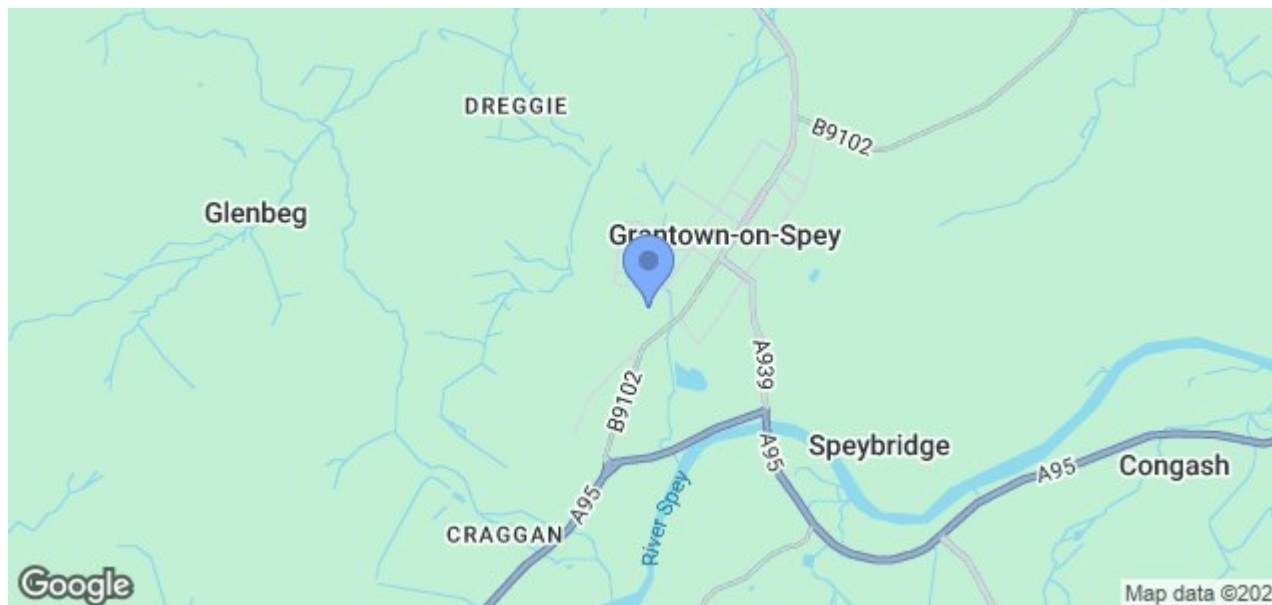 DREGGIE
B9102
Glenbeg
Grantown-on-Spey
A939
B9102
Speybridge
A95
A95
Congash
A95
River Spey
CRAGGAN
Google
Map data ©202